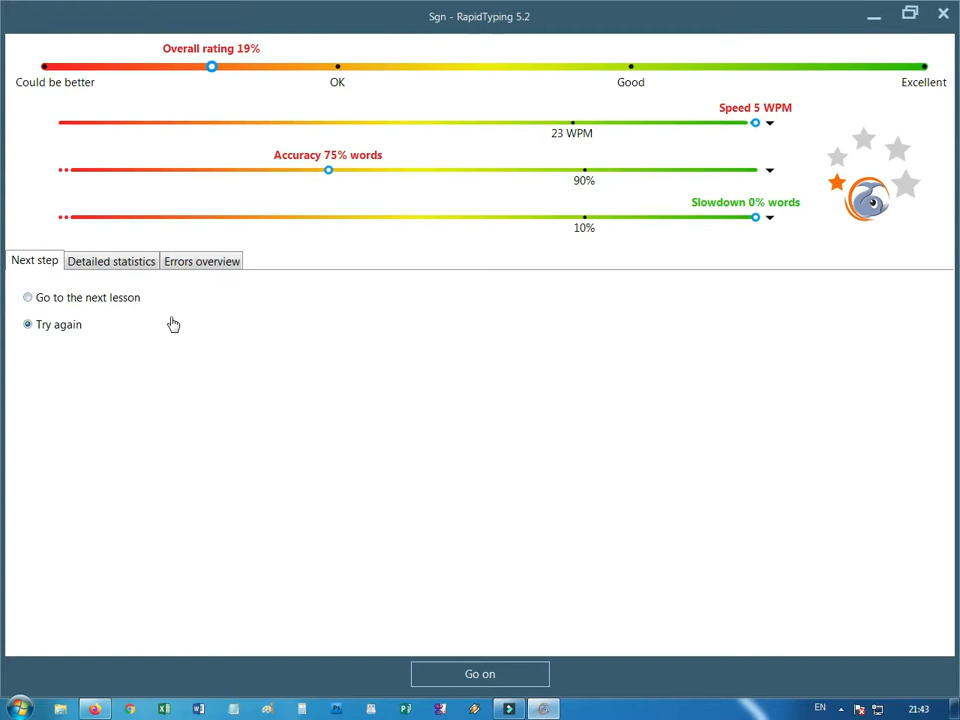 Sgn - RapidTyping 5.2
Overall rating 19%
Could be better OK Good Excellent
Speed 5 WPM
23 WPM
Accuracy 75% words
90%
Slowdown 0% words
10%
Next step Detailed statistics Errors overview
Go to the next lesson
Try again
Go on
EN 21:43